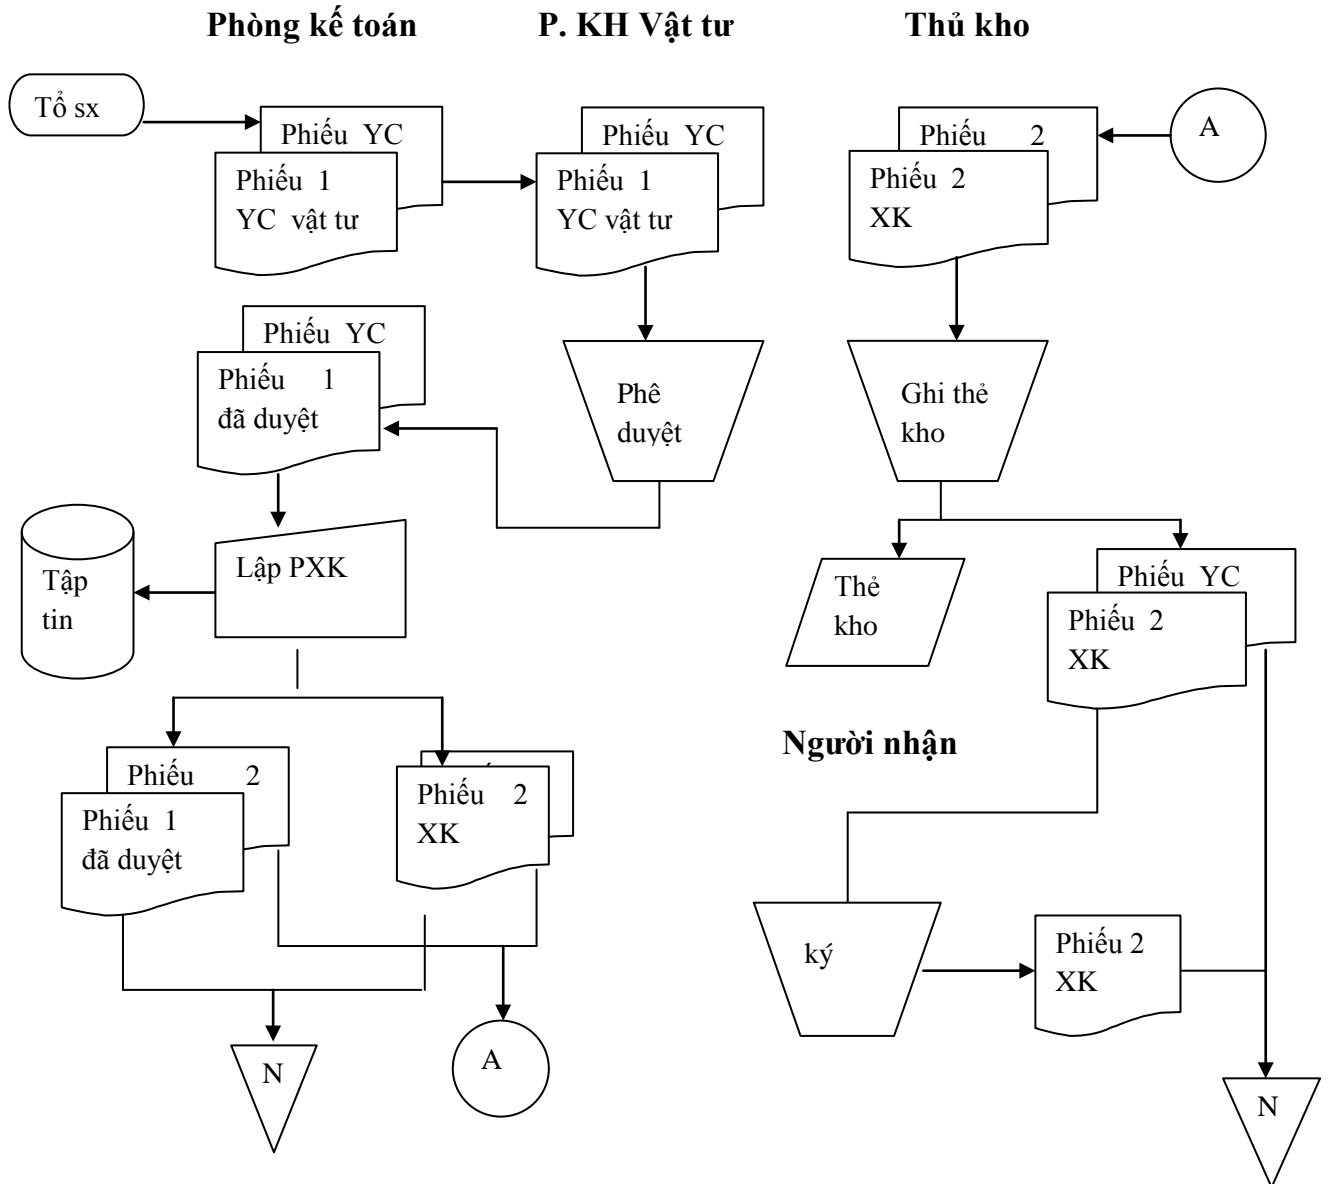 Phòng kế toán
P. KH Vật tư
Thủ kho
Tổ sx
Phiếu YC
Phiếu 1
YC vật tư
Phiếu YC
Phiếu 1
YC vật tư
Phiếu 2
Phiếu 2
XK
A
Phiếu YC
Phiếu 1
đã duyệt
Phê
duyệt
Ghi thẻ
kho
Tập
tin
Lập PXK
Thẻ
kho
Phiếu YC
Phiếu 2
XK
Người nhận
Phiếu 2
Phiếu 1
đã duyệt
Phiếu 2
XK
ký
Phiếu 2
XK
N
A
N